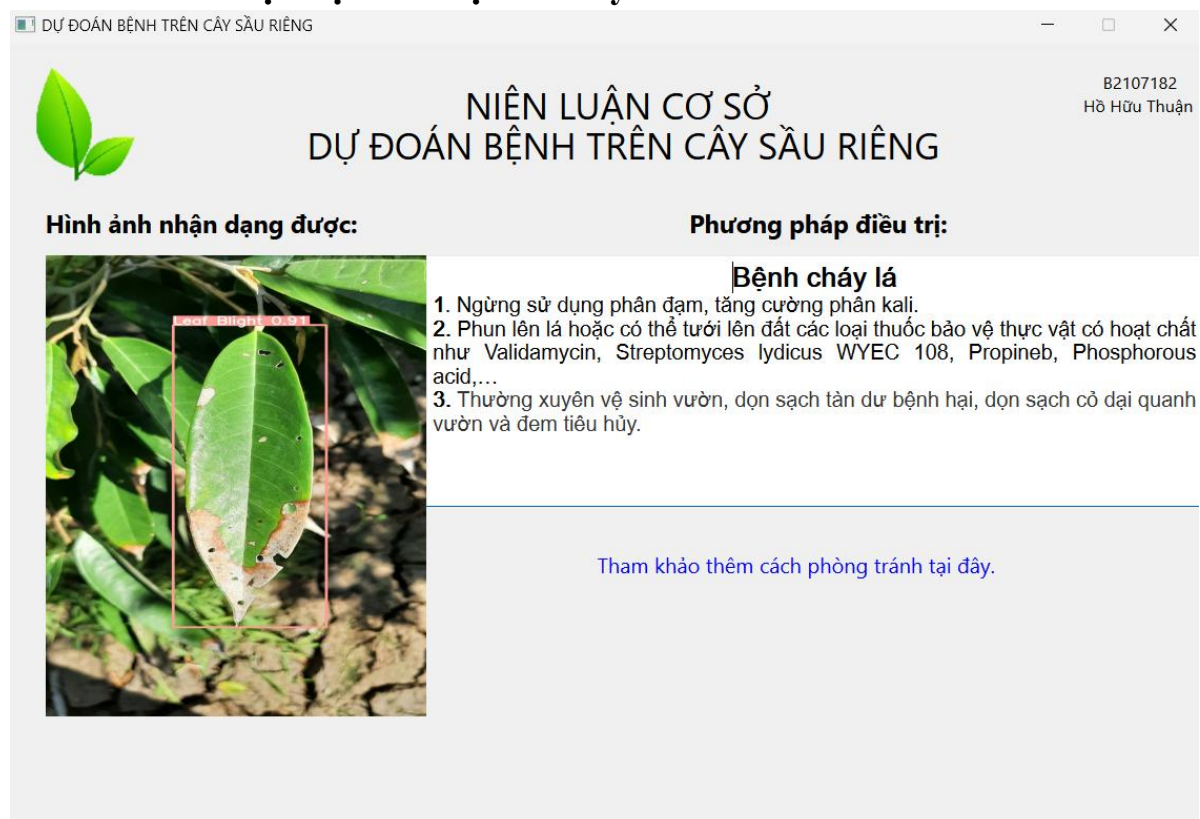 DỰ ĐOÁN BỆNH TRÊN CÂY SẦU RIÊNG
B2107182
Hồ Hữu Thuận
NIÊN LUẬN CƠ SỞ
DỰ ĐOÁN BỆNH TRÊN CÂY SẦU RIÊNG
Hình ảnh nhận dạng được:
Phương pháp điều trị:
Leaf Blight 0.91
Bệnh cháy lá
1. Ngừng sử dụng phân đạm, tăng cường phân kali.
2. Phun lên lá hoặc có thể tưới lên đất các loại thuốc bảo vệ thực vật có hoạt chất
như Validamycin, Streptomyces lydicus WYEC 108, Propineb, Phosphorous
acid,…
3. Thường xuyên vệ sinh vườn, dọn sạch tàn dư bệnh hại, dọn sạch cỏ dại quanh
vườn và đem tiêu hủy.
Tham khảo thêm cách phòng tránh tại đây.